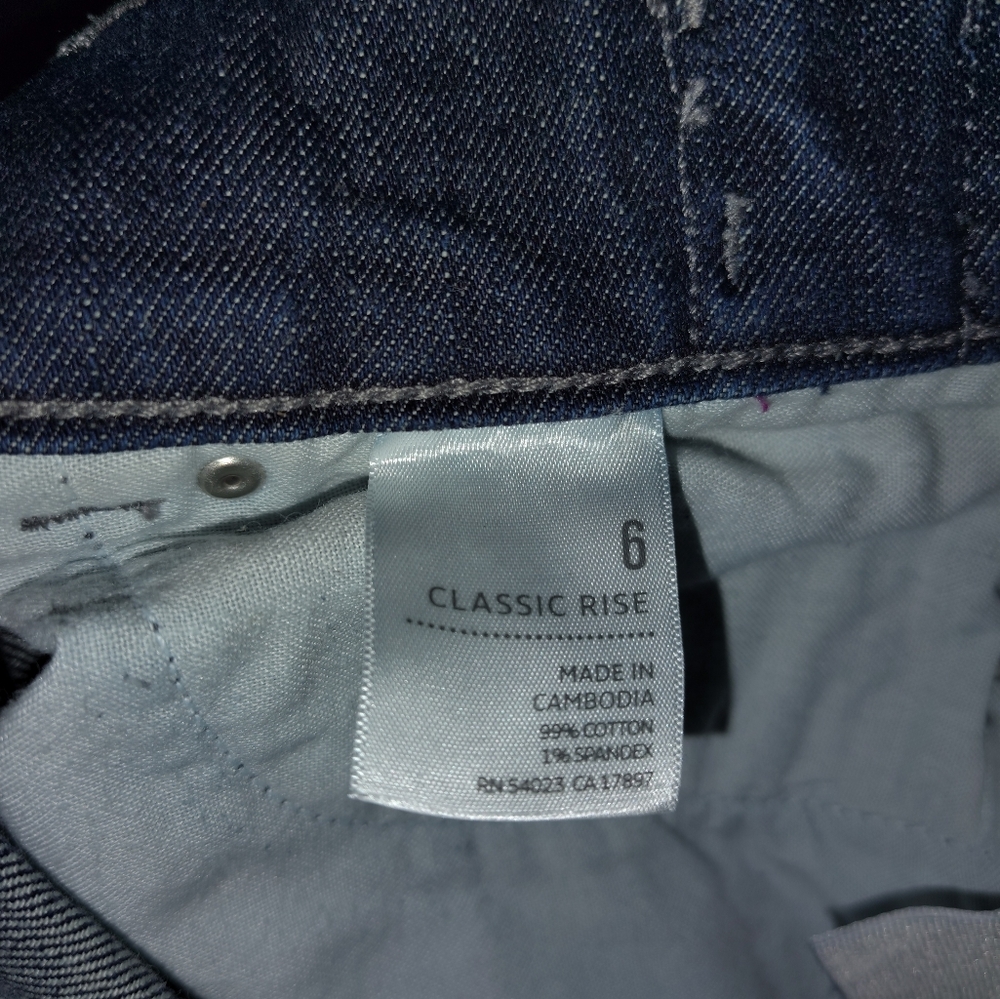 6
CLASSIC RISE
MADE IN
CAMBODIA
99% COTTON
1% SPANDEX
RN 54023 CA 17897